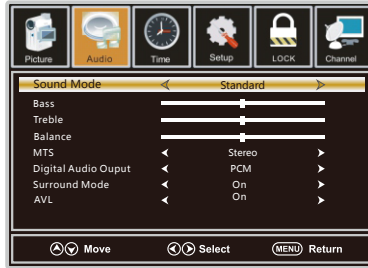 Picture Audio Time Setup LOCK Channel
Sound Mode Standard
Bass
Treble
Balance
MTS Stereo
Digital Audio Ouput PCM
Surround Mode On
AVL On
Move Select MENU Return